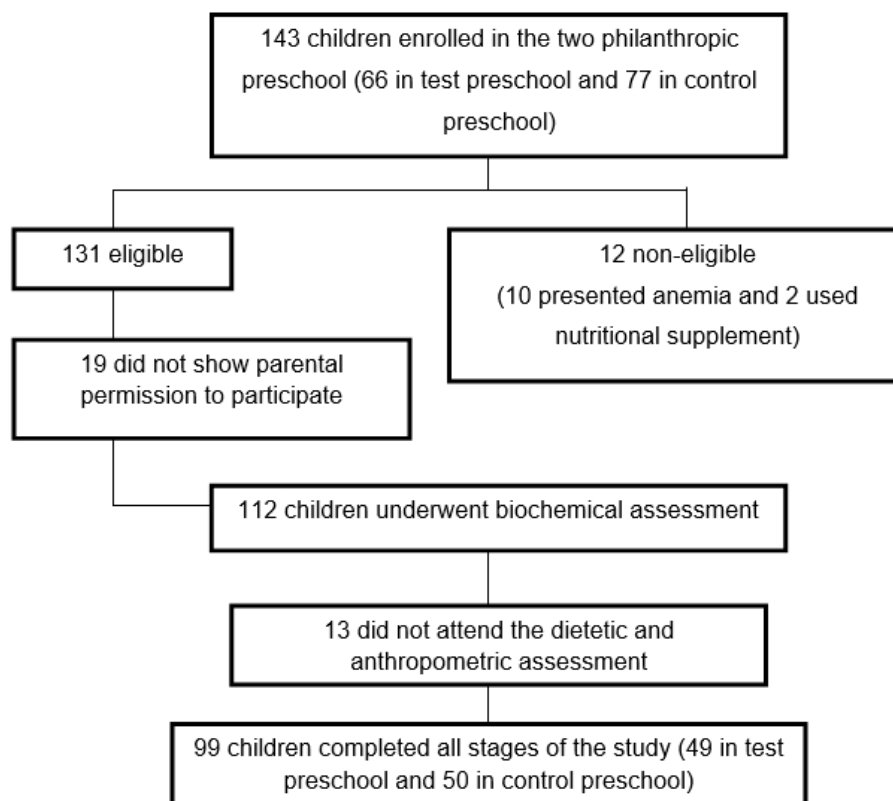 143 children enrolled in the two philanthropic
preschool (66 in test preschool and 77 in control
preschool)
131 eligible
12 non-eligible
(10 presented anemia and 2 used
nutritional supplement)
19 did not show parental
permission to participate
112 children underwent biochemical assessment
13 did not attend the dietetic and
anthropometric assessment
99 children completed all stages of the study (49 in test
preschool and 50 in control preschool)